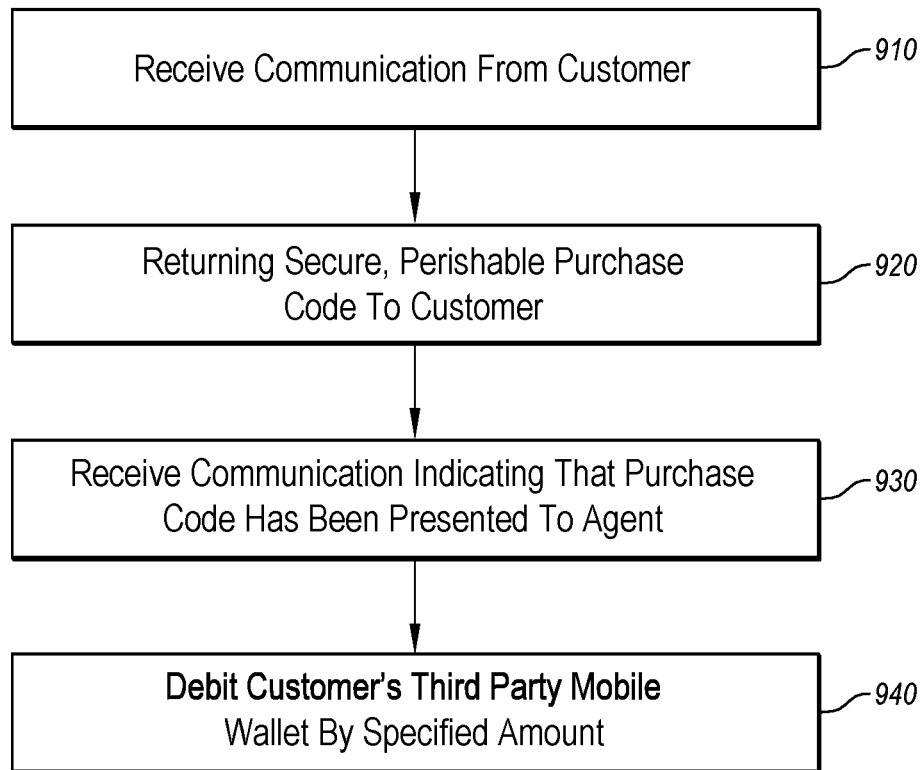 Receive Communication From Customer
910
Returning Secure, Perishable Purchase
Code To Customer
920
Receive Communication Indicating That Purchase
Code Has Been Presented To Agent
930
Debit Customer's Third Party Mobile
Wallet By Specified Amount
940